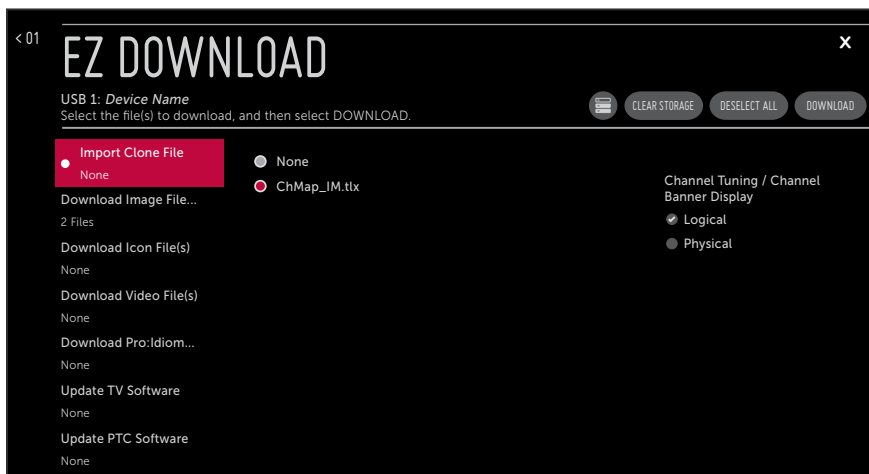 < 01
EZ DOWNLOAD
X
USB 1: Device Name
Select the file(s) to download, and then select DOWNLOAD.
CLEAR STORAGE
DESELECT ALL
DOWNLOAD
Import Clone File
None
Download Image File...
2 Files
Download Icon File(s)
None
Download Video File(s)
None
Download Pro:Idiom...
None
Update TV Software
None
Update PTC Software
None
None
ChMap_IM.tlx
Channel Tuning / Channel
Banner Display
Logical
Physical